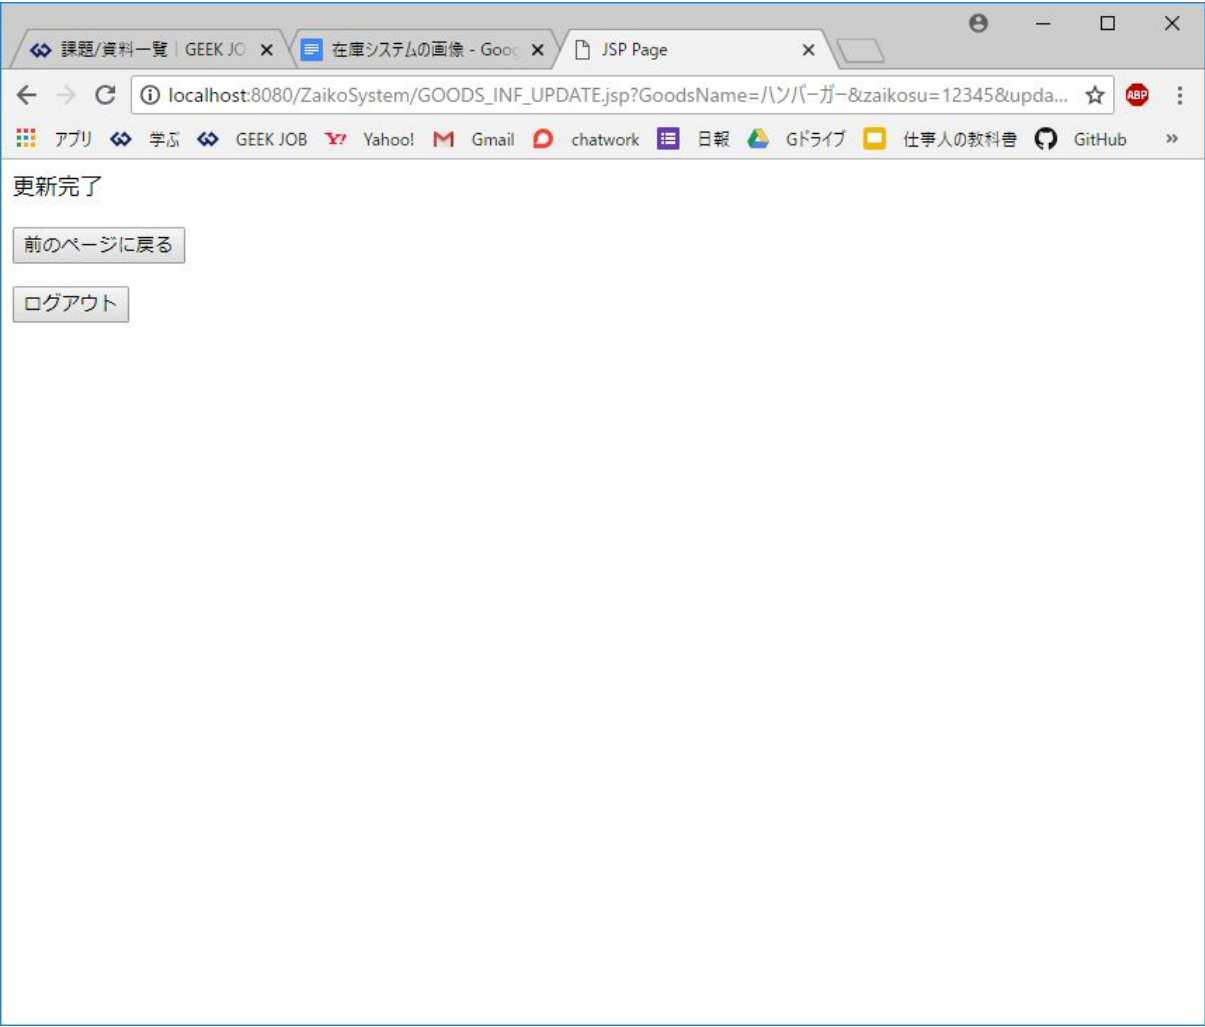 課題/資料一覧 | GEEK JO
在庫システムの画像 - Goog
JSP Page
localhost:8080/ZaikoSystem/GOODS_INF_UPDATE.jsp?GoodsName=ハンバーガー&zaikosu=12345&upda...
ABP
アプリ 学ぶ GEEK JOB Yahoo! Gmail chatwork 日報 Gドライブ 仕事人の教科書 GitHub »
更新完了
前のページに戻る
ログアウト